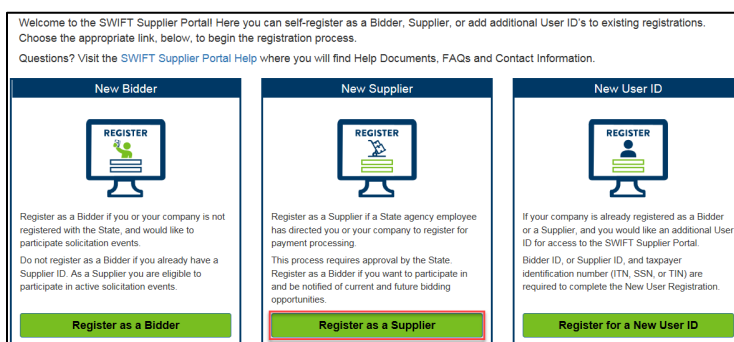 Welcome to the SWIFT Supplier Portal! Here you can self-register as a Bidder, Supplier, or add additional User ID's to existing registrations.
Choose the appropriate link, below, to begin the registration process.
Questions? Visit the SWIFT Supplier Portal Help where you will find Help Documents, FAQs and Contact Information.
New Bidder
REGISTER
Register as a Bidder if you or your company is not
registered with the State, and would like to
participate solicitation events.
Do not register as a Bidder if you already have a
Supplier ID. As a Supplier you are eligible to
participate in active solicitation events.
Register as a Bidder
New Supplier
REGISTER
Register as a Supplier if a State agency employee
has directed you or your company to register for
payment processing.
This process requires approval by the State.
Register as a Bidder if you want to participate in
and be notified of current and future bidding
opportunities.
Register as a Supplier
New User ID
REGISTER
If your company is already registered as a Bidder
or a Supplier, and you would like an additional User
ID for access to the SWIFT Supplier Portal.
Bidder ID, or Supplier ID, and taxpayer
identification number (ITN, SSN, or TIN) are
required to complete the New User Registration.
Register for a New User ID